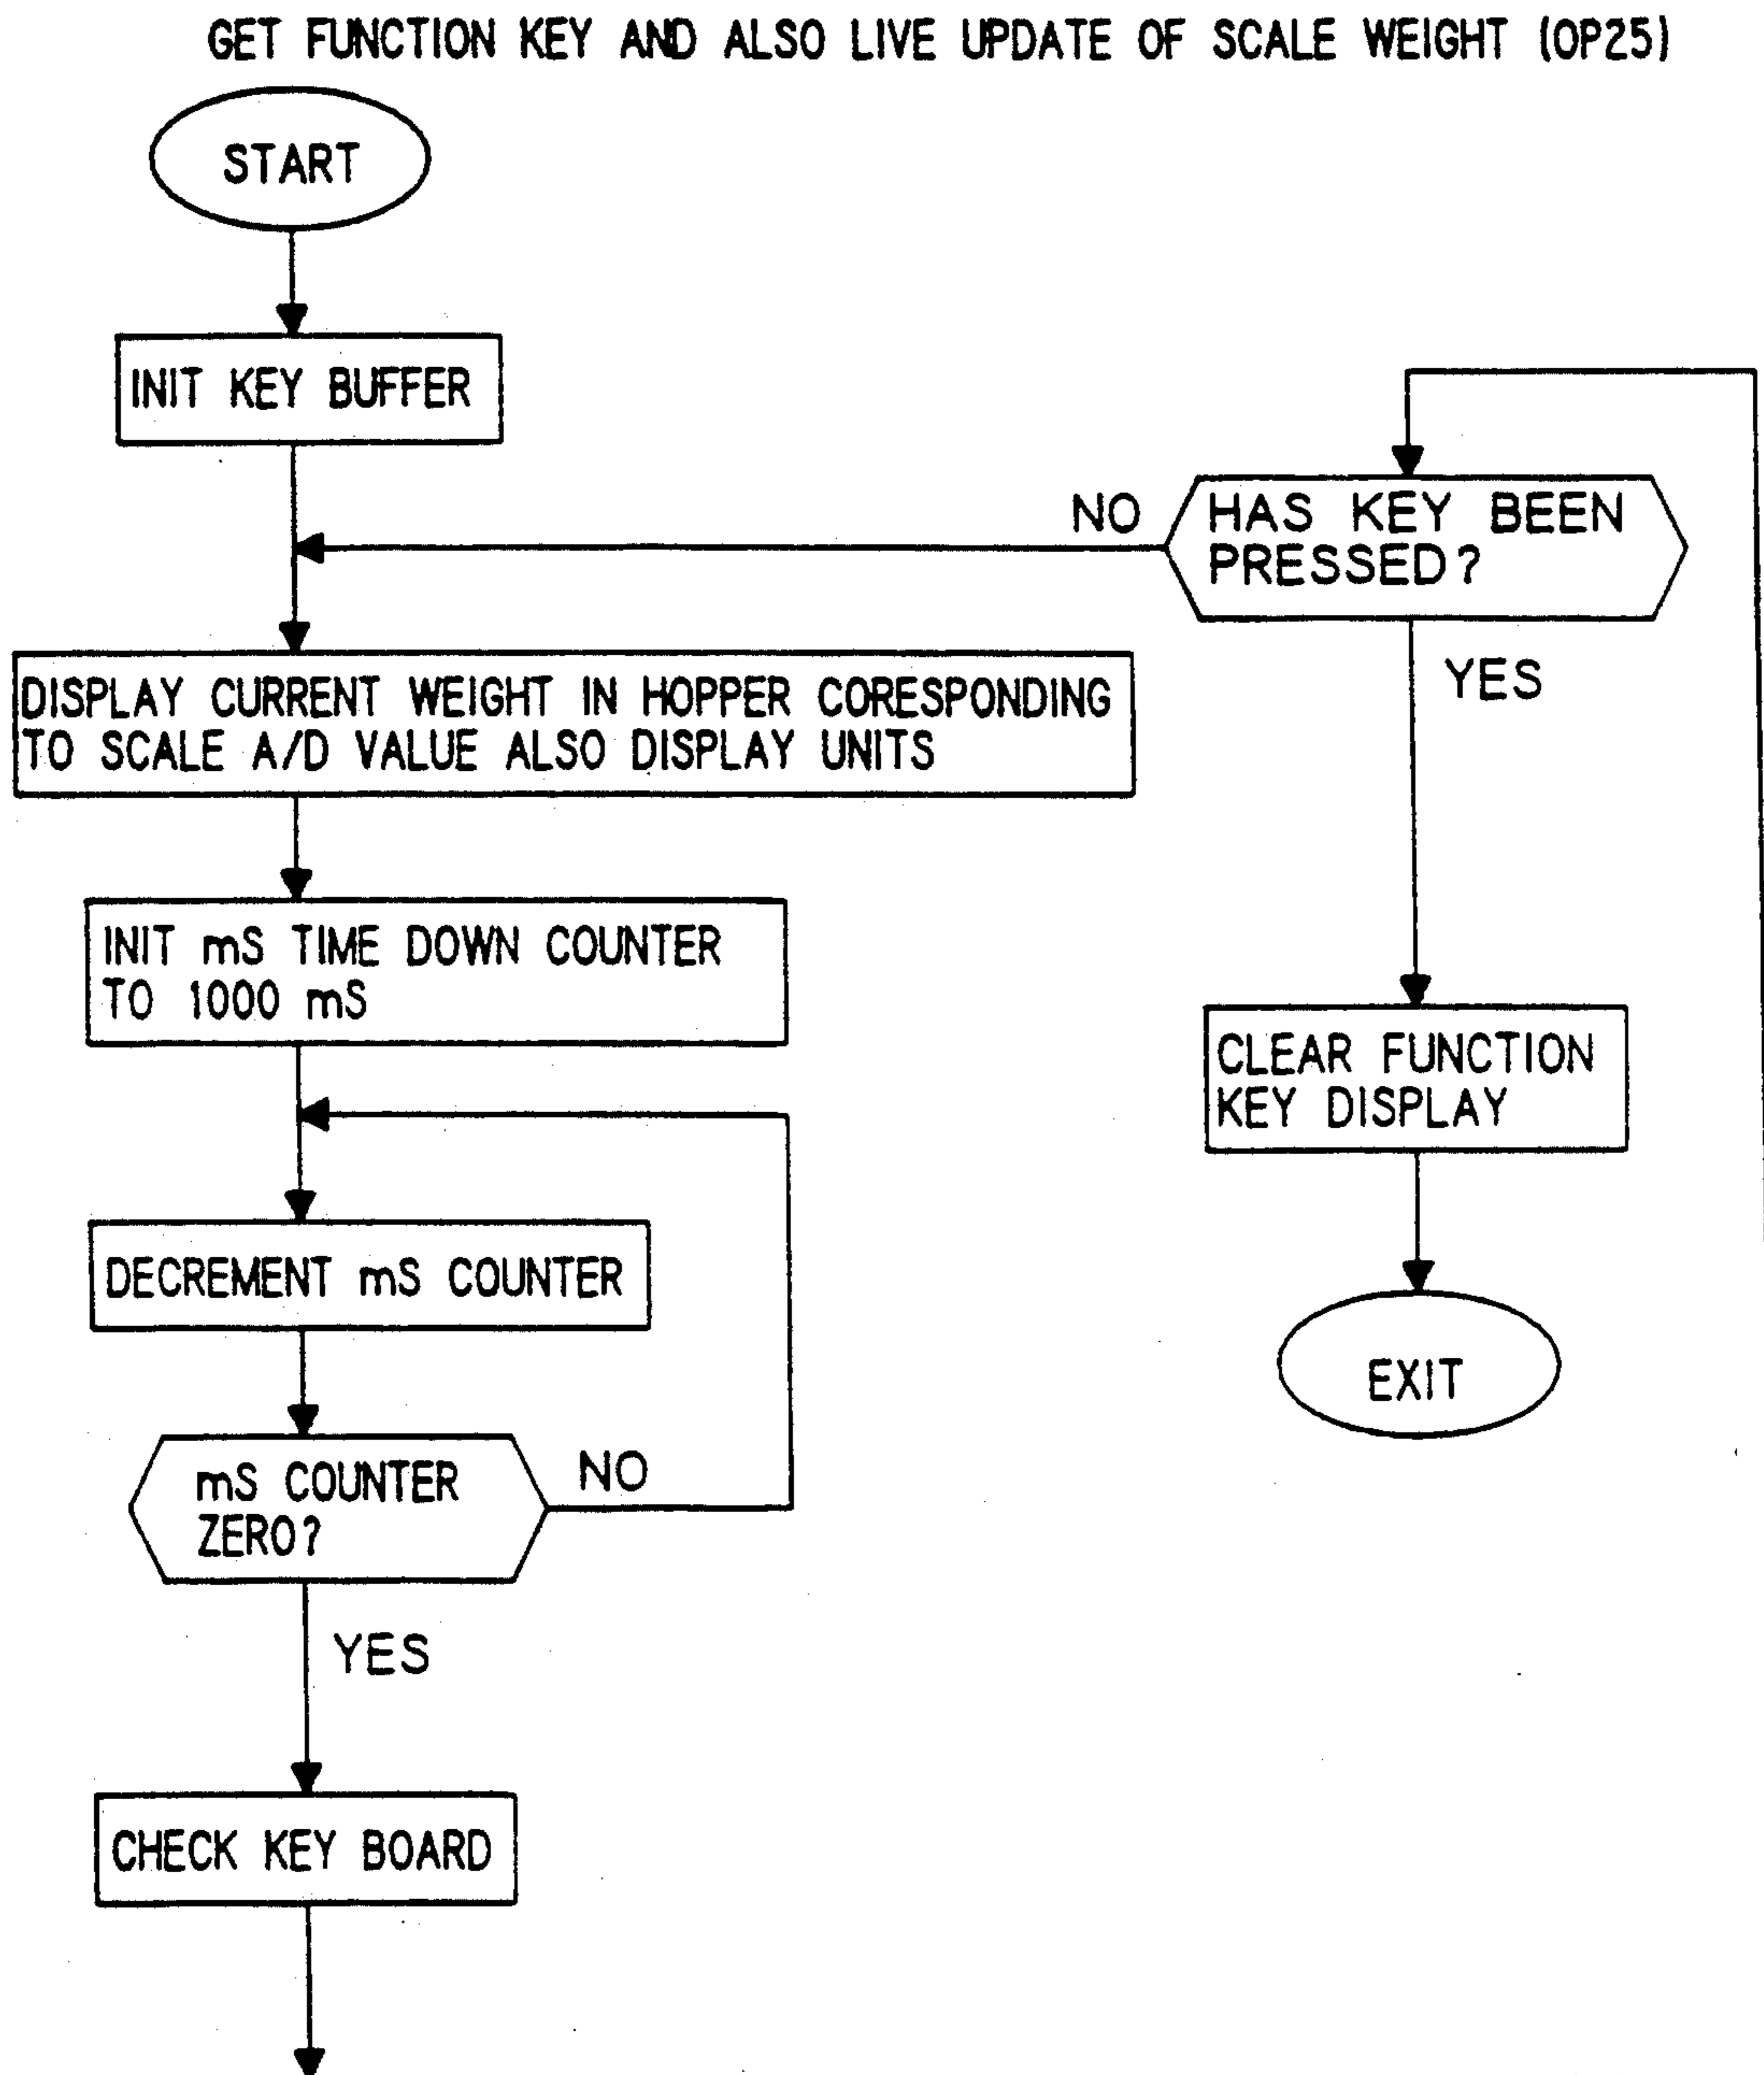 GET FUNCTION KEY AND ALSO LIVE UPDATE OF SCALE WEIGHT (OP25)
START
INIT KEY BUFFER
DISPLAY CURRENT WEIGHT IN HOPPER CORESPONDING
TO SCALE A/D VALUE ALSO DISPLAY UNITS
INIT mS TIME DOWN COUNTER
TO 1000 mS
DECREMENT mS COUNTER
mS COUNTER
ZERO?
NO
YES
CHECK KEY BOARD
NO
HAS KEY BEEN
PRESSED?
YES
CLEAR FUNCTION
KEY DISPLAY
EXIT